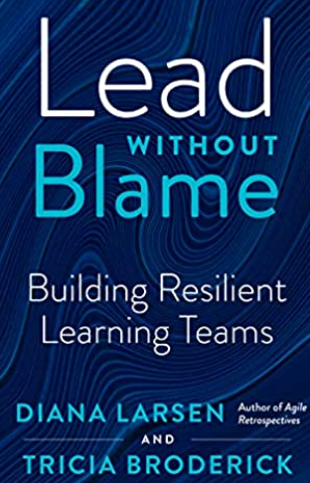 Lead
WITHOUT
Blame
Building Resilient
Learning Teams
DIANA LARSEN Author of Agile
Retrospectives
AND
TRICIA BRODERICK